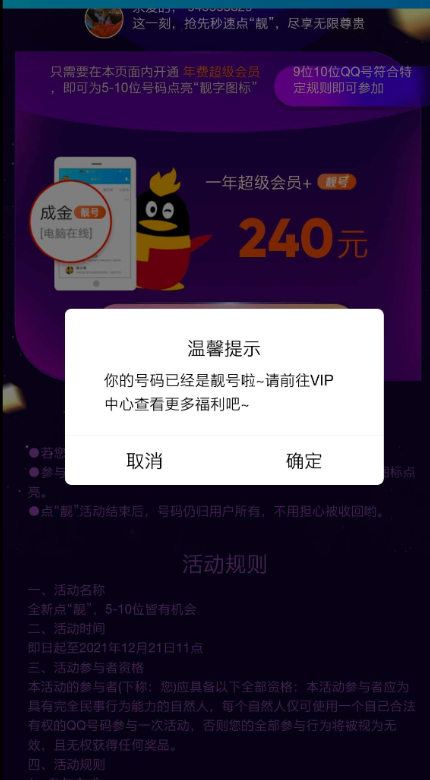 这一刻，抢先秒速点“靓”，尽享无限尊贵
只需要在本页面内开通 年费超级会员
，即可为5-10位号码点亮“靓字图标”
9位10位QQ号符合特
定规则即可参加
成金 靓号
[电脑在线]
一年超级会员+ 靓号
240元
温馨提示
你的号码已经是靓号啦~请前往VIP
中心查看更多福利吧~
取消
确定
亮。
●点“靓”活动结束后，号码仍归用户所有，不用担心被收回哟。
活动规则
一、活动名称
全新点“靓”，5-10位皆有机会
二、活动时间
即日起至2021年12月21日11点
三、活动参与者资格
本活动的参与者(下称：您)应具备以下全部资格：本活动参与者应为
具有完全民事行为能力的自然人，每个自然人仅可使用一个自己合法
有权的QQ号码参与一次活动，否则您的全部参与行为将被视为无
效，且无权获得任何奖品。
四、活动规则